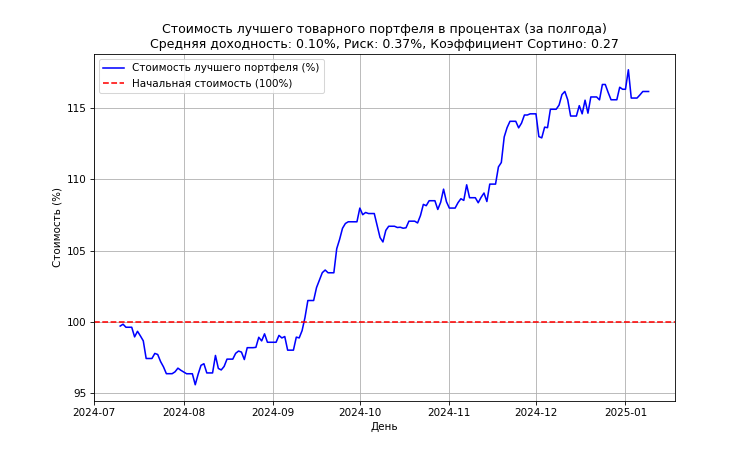 Стоимость лучшего товарного портфеля в процентах (за полгода)
Средняя доходность: 0.10%, Риск: 0.37%, Коэффициент Сортино: 0.27
Стоимость лучшего портфеля (%)
Начальная стоимость (100%)
Стоимость (%)
115
110
105
100
95
2024-07
2024-08
2024-09
2024-10
2024-11
2024-12
2025-01
День